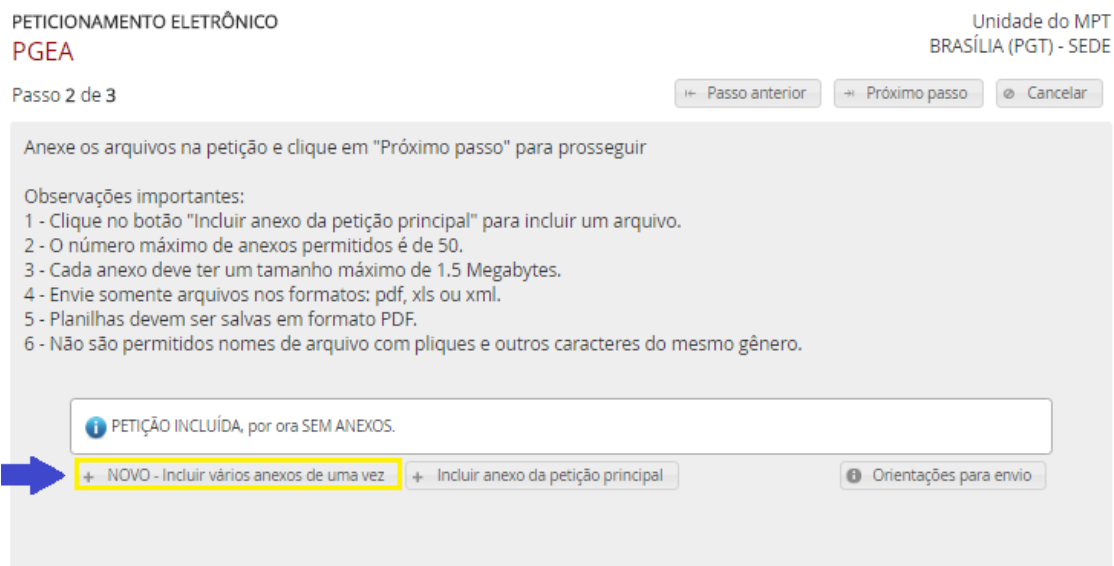 PETICIONAMENTO ELETRÔNICO
Unidade do MPT
PGEA
BRASÍLIA (PGT) - SEDE
Passo 2 de 3
Passo anterior
Próximo passo
Cancelar
Anexe os arquivos na petição e clique em "Próximo passo" para prosseguir
Observações importantes:
1 - Clique no botão "Incluir anexo da petição principal" para incluir um arquivo.
2 - O número máximo de anexos permitidos é de 50.
3 - Cada anexo deve ter um tamanho máximo de 1.5 Megabytes.
4 - Envie somente arquivos nos formatos: pdf, xls ou xml.
5 - Planilhas devem ser salvas em formato PDF.
6 - Não são permitidos nomes de arquivo com pliques e outros caracteres do mesmo gênero.
PETIÇÃO INCLUÍDA, por ora SEM ANEXOS.
+ NOVO - Incluir vários anexos de uma vez
+ Incluir anexo da petição principal
Orientações para envio